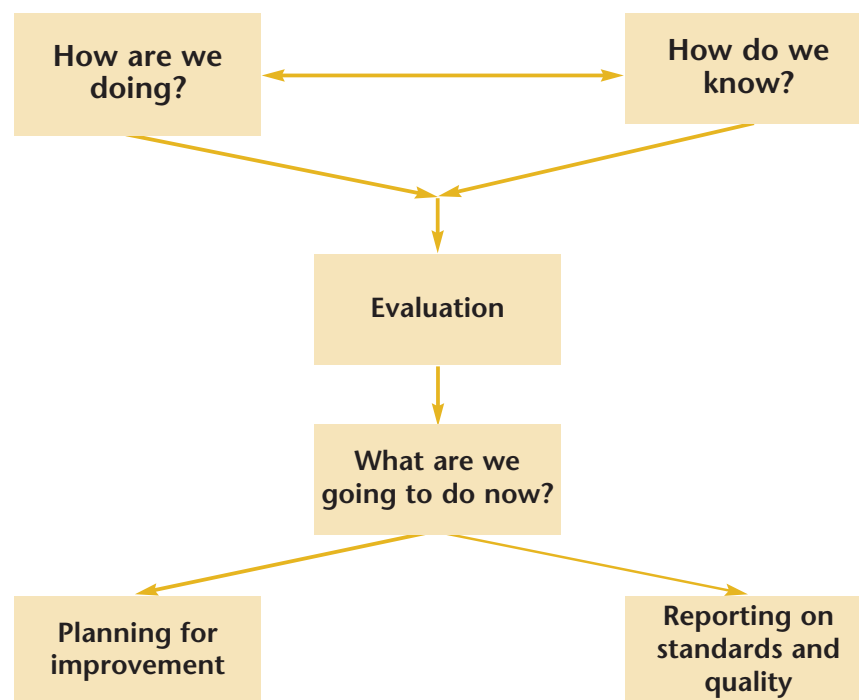 How are we
doing?
How do we
know?
Evaluation
What are we
going to do now?
Planning for
improvement
Reporting on
standards and
quality